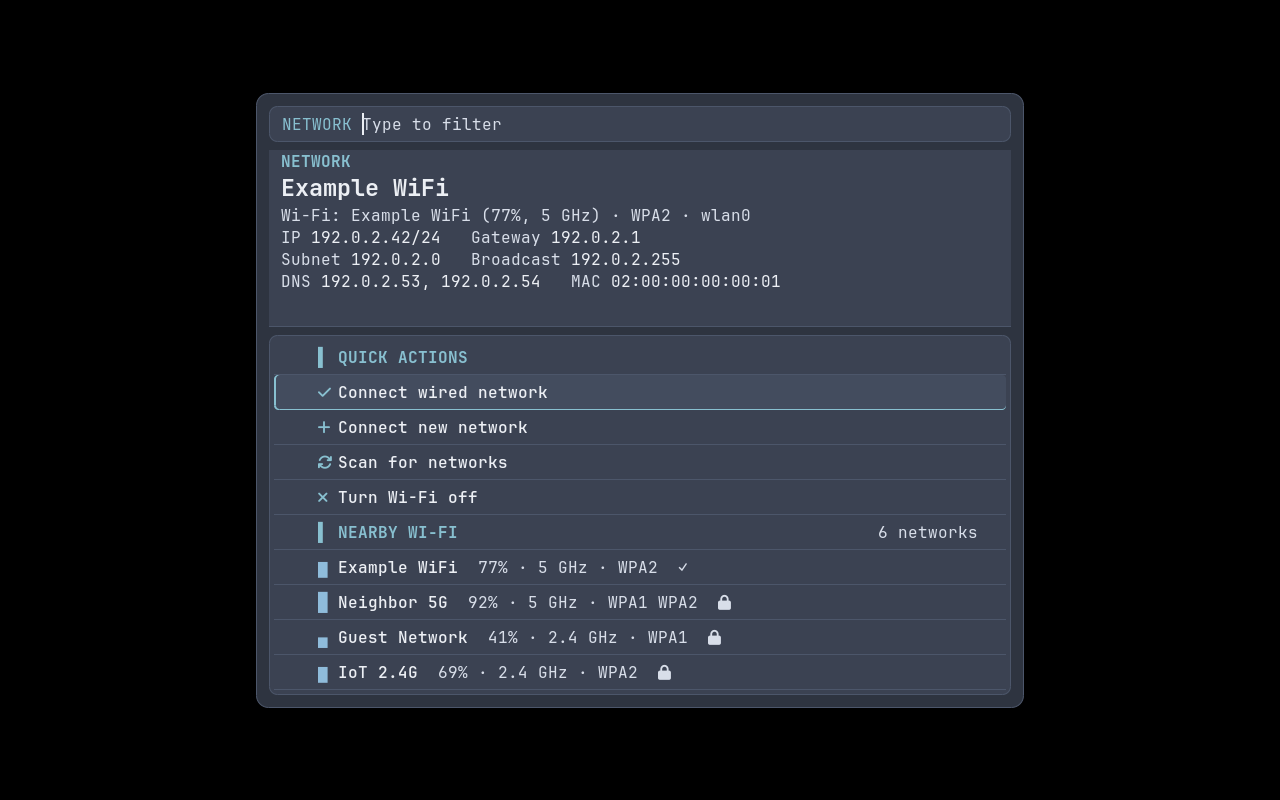 NETWORK Type to filter
NETWORK
Example WiFi
Wi-Fi: Example WiFi (77%, 5 GHz) · WPA2 · wlan0
IP 192.0.2.42/24   Gateway 192.0.2.1
Subnet 192.0.2.0   Broadcast 192.0.2.255
DNS 192.0.2.53, 192.0.2.54   MAC 02:00:00:00:00:01
QUICK ACTIONS
Connect wired network
Connect new network
Scan for networks
Turn Wi-Fi off
NEARBY WI-FI   6 networks
Example WiFi  77% · 5 GHz · WPA2  ✓
Neighbor 5G  92% · 5 GHz · WPA1 WPA2
Guest Network  41% · 2.4 GHz · WPA1
IoT 2.4G  69% · 2.4 GHz · WPA2